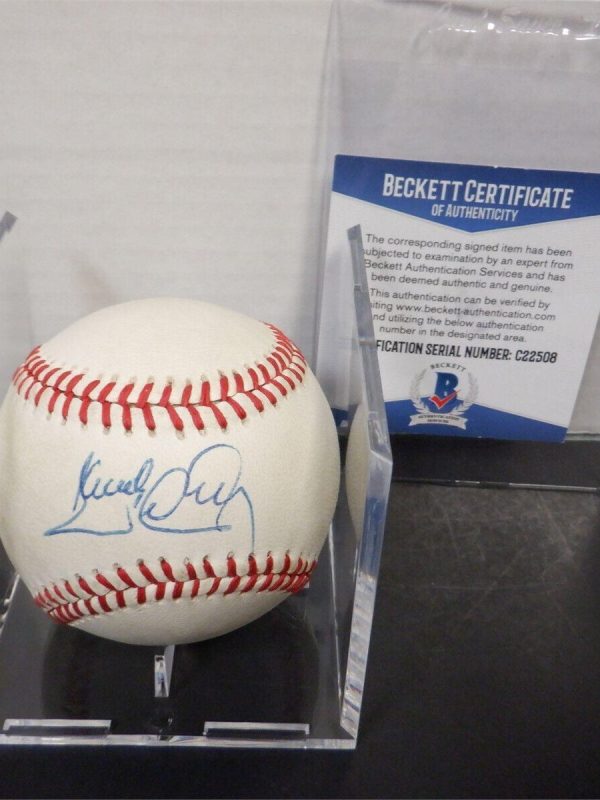 BECKETT CERTIFICATE
OF AUTHENTICITY
The corresponding signed item has been
subjected to examination by an expert from
Beckett Authentication Services and has
been deemed authentic and genuine.
This authentication can be verified by
iting www.beckett-authentication.com
and utilizing the below authentication
number in the designated area.
FICATION SERIAL NUMBER: C22508
BECKETT
B